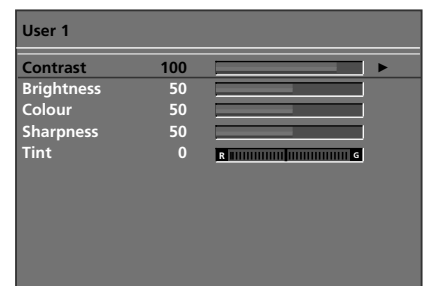 User 1
Contrast 100
Brightness 50
Colour 50
Sharpness 50
Tint 0 R G